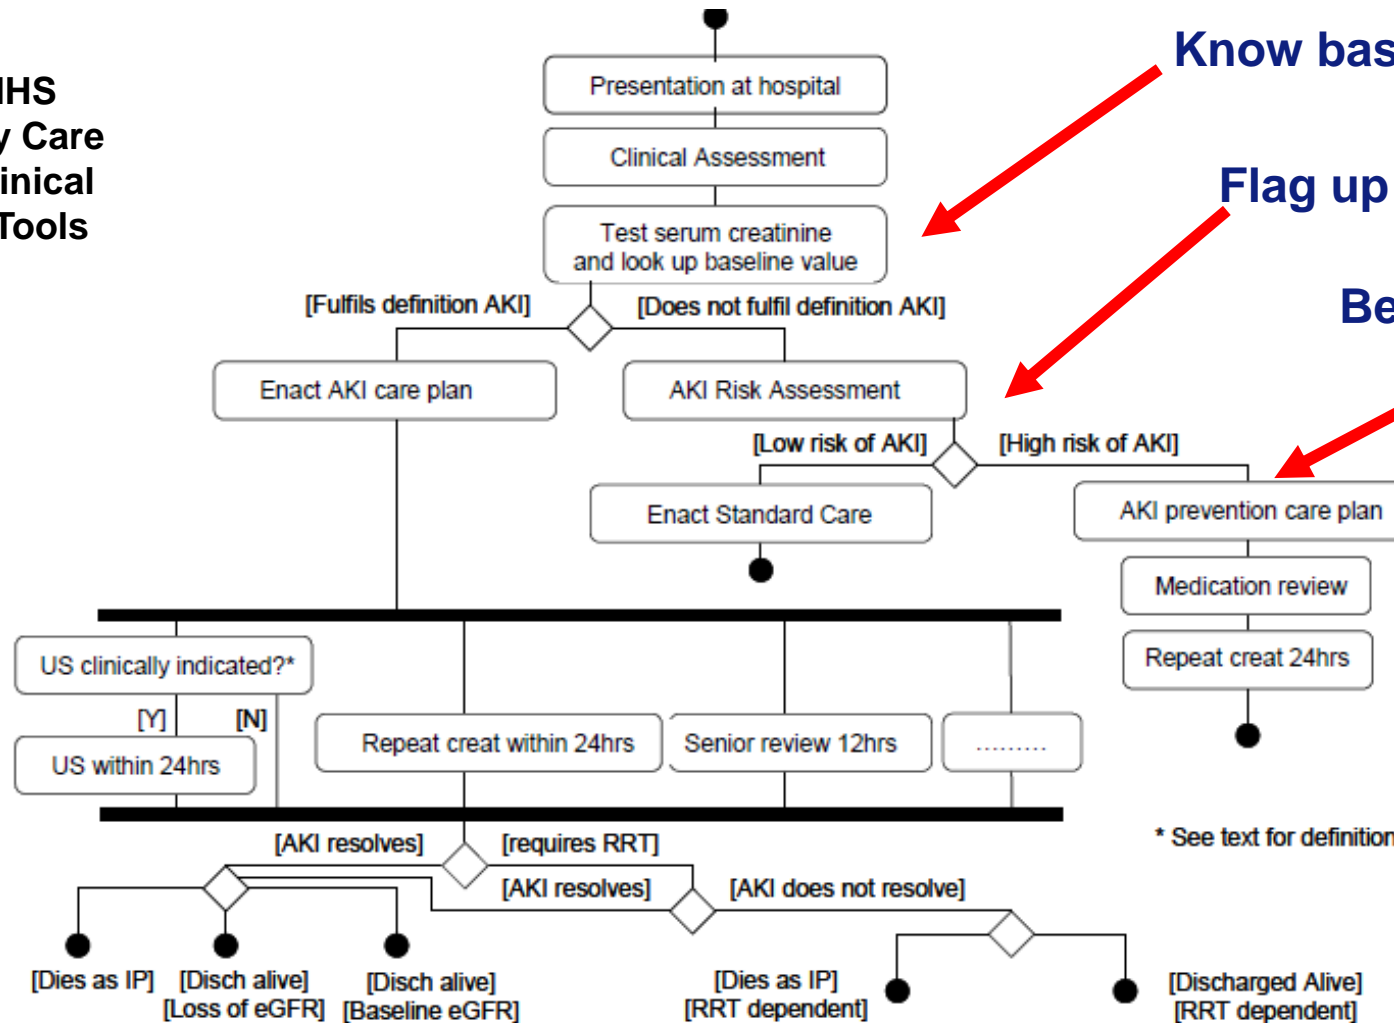 IHS
y Care
inical
Tools
Know bas
Flag up
Be
Presentation at hospital
Clinical Assessment
Test serum creatinine
and look up baseline value
[Fulfils definition AKI]
[Does not fulfil definition AKI]
Enact AKI care plan
AKI Risk Assessment
[Low risk of AKI]
[High risk of AKI]
Enact Standard Care
AKI prevention care plan
Medication review
Repeat creat 24hrs
US clinically indicated?*
[Y]
[N]
US within 24hrs
Repeat creat within 24hrs
Senior review 12hrs
.........
* See text for definition
[AKI resolves]
[requires RRT]
[AKI resolves]
[AKI does not resolve]
[Dies as IP]
[Disch alive]
[Loss of eGFR]
[Disch alive]
[Baseline eGFR]
[Dies as IP]
[RRT dependent]
[Discharged Alive]
[RRT dependent]